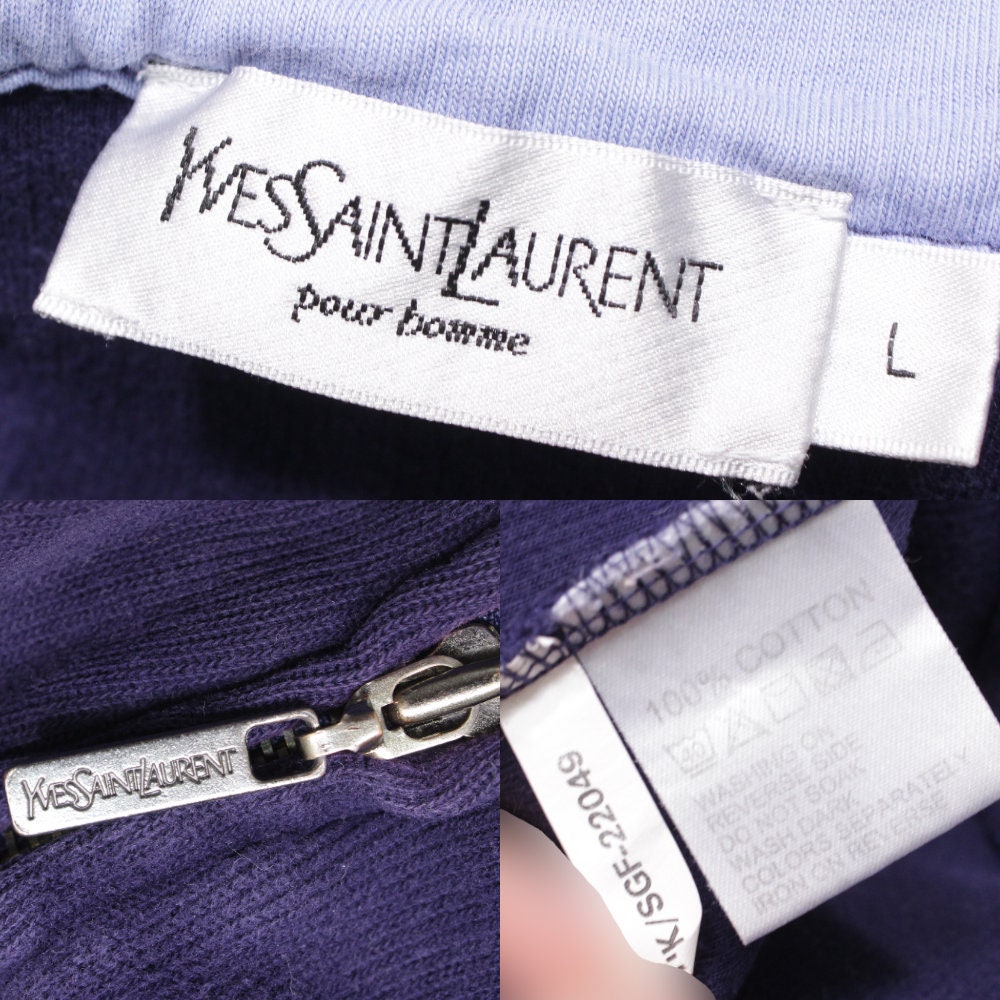 YVESSAINTLAURENT
pour homme
L
YVESSAINTLAURENT
100% COTTON
40
WASHING ON
REVERSE SIDE
DO NOT SOAK
WASH DARK
COLORS SEPARATELY
IRON ON REVERSE
K/SGF-22049